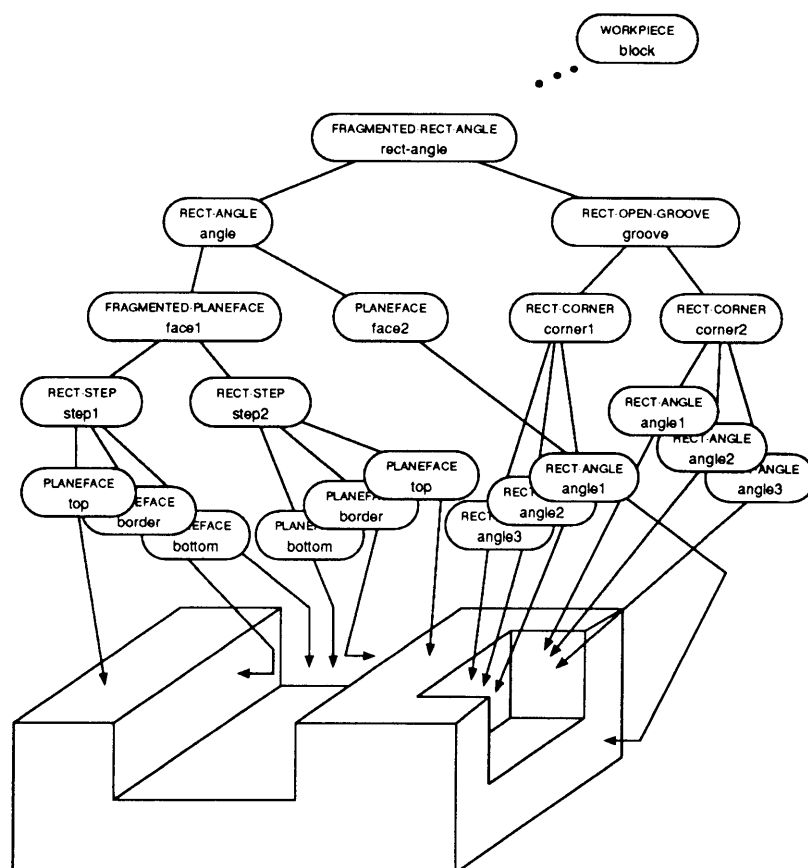 WORKPIECE
block
FRAGMENTED·RECT·ANGLE
rect-angle
RECT·ANGLE
angle
RECT·OPEN·GROOVE
groove
FRAGMENTED·PLANEFACE
face1
PLANEFACE
face2
RECT·CORNER
corner1
RECT·CORNER
corner2
RECT·STEP
step1
RECT·STEP
step2
RECT·ANGLE
angle1
RECT·ANGLE
angle2
ANGLE
angle3
PLANEFACE
top
border
bottom
PLANEFACE
top
border
bottom
RECT·ANGLE
angle1
angle2
angle3